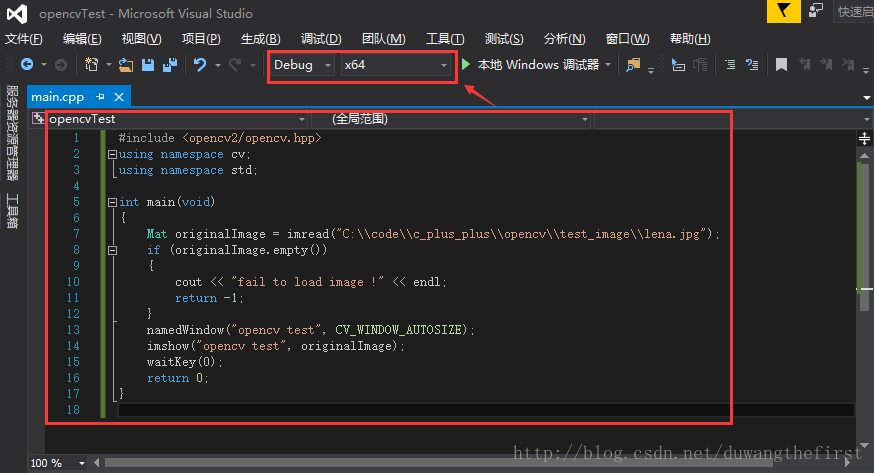 opencvTest - Microsoft Visual Studio
快速启
文件(F) 编辑(E) 视图(V) 项目(P) 生成(B) 调试(D) 团队(M) 工具(T) 测试(S) 分析(N) 窗口(W) 帮助(H)
Debug x64 本地 Windows 调试器
服务器资源管理器
工具箱
main.cpp
opencvTest (全局范围)
1 #include <opencv2/opencv.hpp>
2 using namespace cv;
3 using namespace std;
4
5 int main(void)
6 {
7 Mat originalImage = imread("C:\\code\\c_plus_plus\\opencv\\test_image\\lena.jpg");
8 if (originalImage.empty())
9 {
10 cout << "fail to load image !" << endl;
11 return -1;
12 }
13 namedWindow("opencv test", CV_WINDOW_AUTOSIZE);
14 imshow("opencv test", originalImage);
15 waitKey(0);
16 return 0;
17 }
18
100 %
http://blog.csdn.net/duwangthefirst